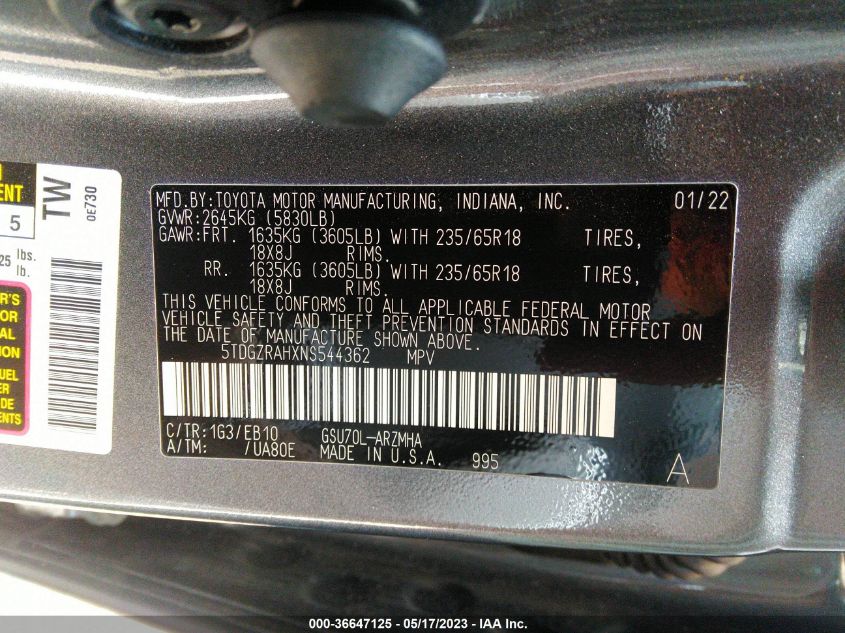 MFD.BY:TOYOTA MOTOR MANUFACTURING, INDIANA, INC. 01/22
GVWR:2645KG (5830LB)
GAWR:FRT. 1635KG (3605LB) WITH 235/65R18 TIRES,
18X8J RIMS.
RR. 1635KG (3605LB) WITH 235/65R18 TIRES,
18X8J RIMS.
THIS VEHICLE CONFORMS TO ALL APPLICABLE FEDERAL MOTOR
VEHICLE SAFETY AND THEFT PREVENTION STANDARDS IN EFFECT ON
THE DATE OF MANUFACTURE SHOWN ABOVE.
5TDGZRAHXNS544362 MPV
C/TR:1G3/EB10 GSU70L-ARZMHA
A/TM: /UA80E MADE IN U.S.A. 995 A
TW
0E730
5
25 lbs.
lb.
000-36647125 - 05/17/2023 - IAA Inc.